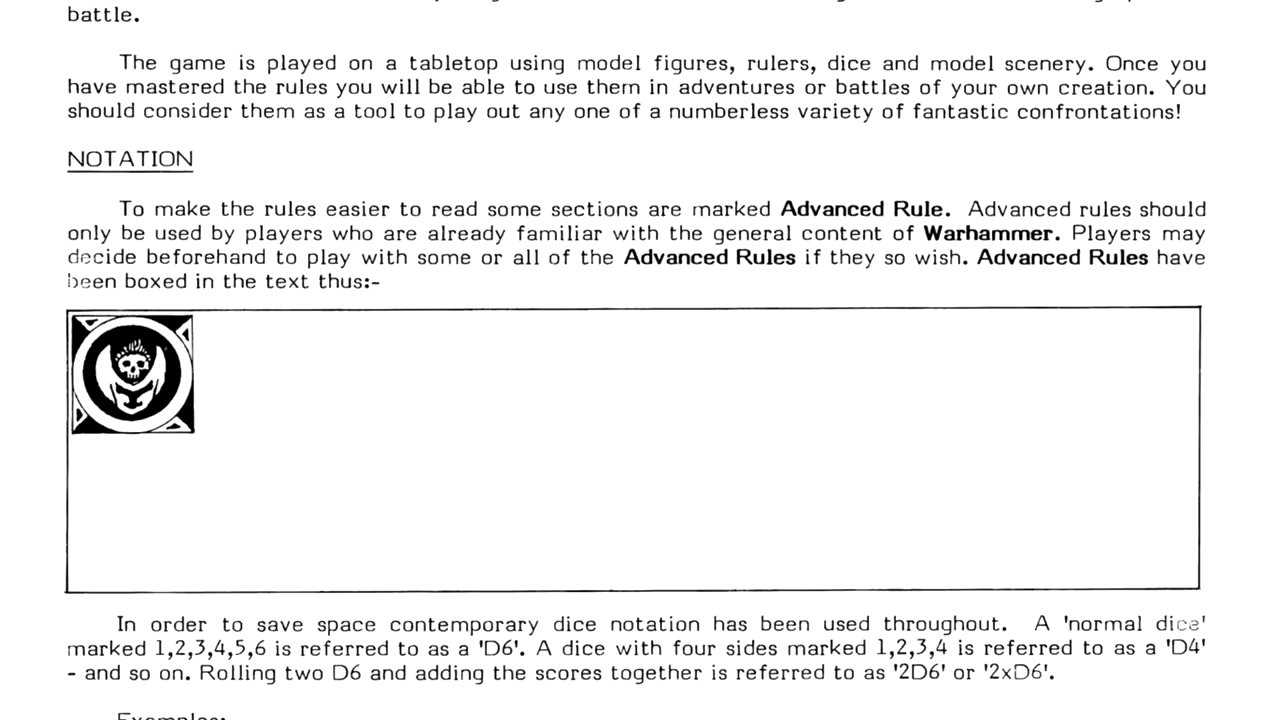 battle.
The game is played on a tabletop using model figures, rulers, dice and model scenery. Once you
have mastered the rules you will be able to use them in adventures or battles of your own creation. You
should consider them as a tool to play out any one of a numberless variety of fantastic confrontations!
NOTATION
To make the rules easier to read some sections are marked Advanced Rule. Advanced rules should
only be used by players who are already familiar with the general content of Warhammer. Players may
decide beforehand to play with some or all of the Advanced Rules if they so wish. Advanced Rules have
been boxed in the text thus:-
In order to save space contemporary dice notation has been used throughout. A 'normal dice'
marked 1,2,3,4,5,6 is referred to as a 'D6'. A dice with four sides marked 1,2,3,4 is referred to as a 'D4'
- and so on. Rolling two D6 and adding the scores together is referred to as '2D6' or '2xD6'.
Examples: